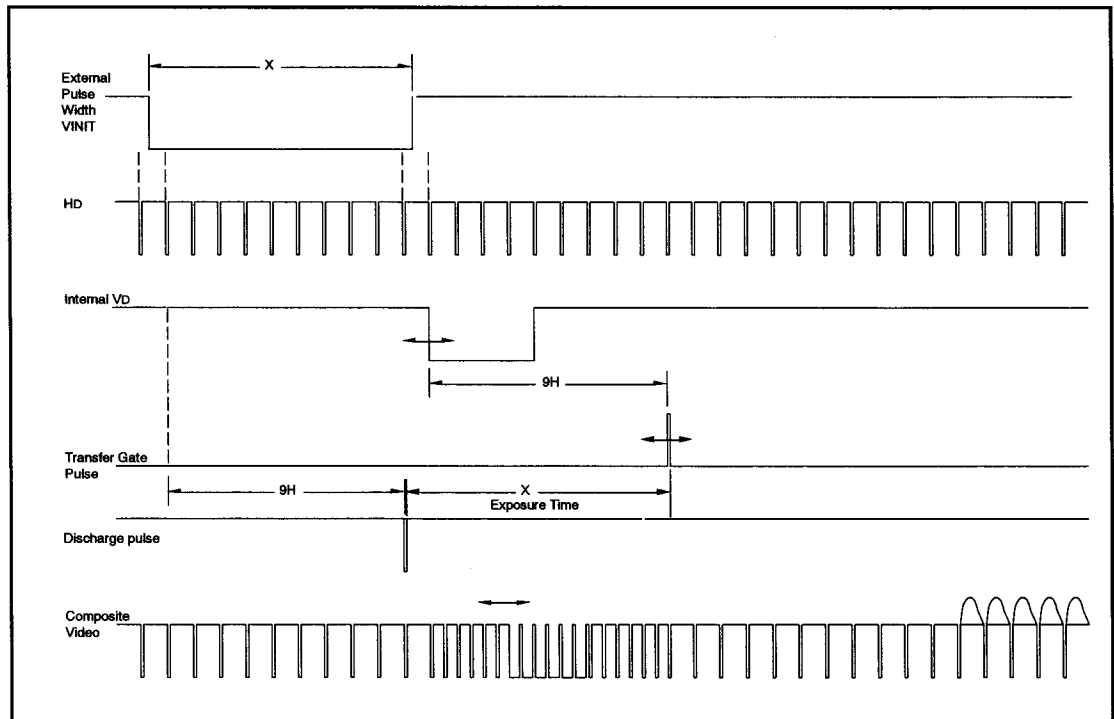 X
External
Pulse
Width
VINIT
HD
Internal VD
9H
Transfer Gate
Pulse
9H
X
Exposure Time
Discharge pulse
Composite
Video